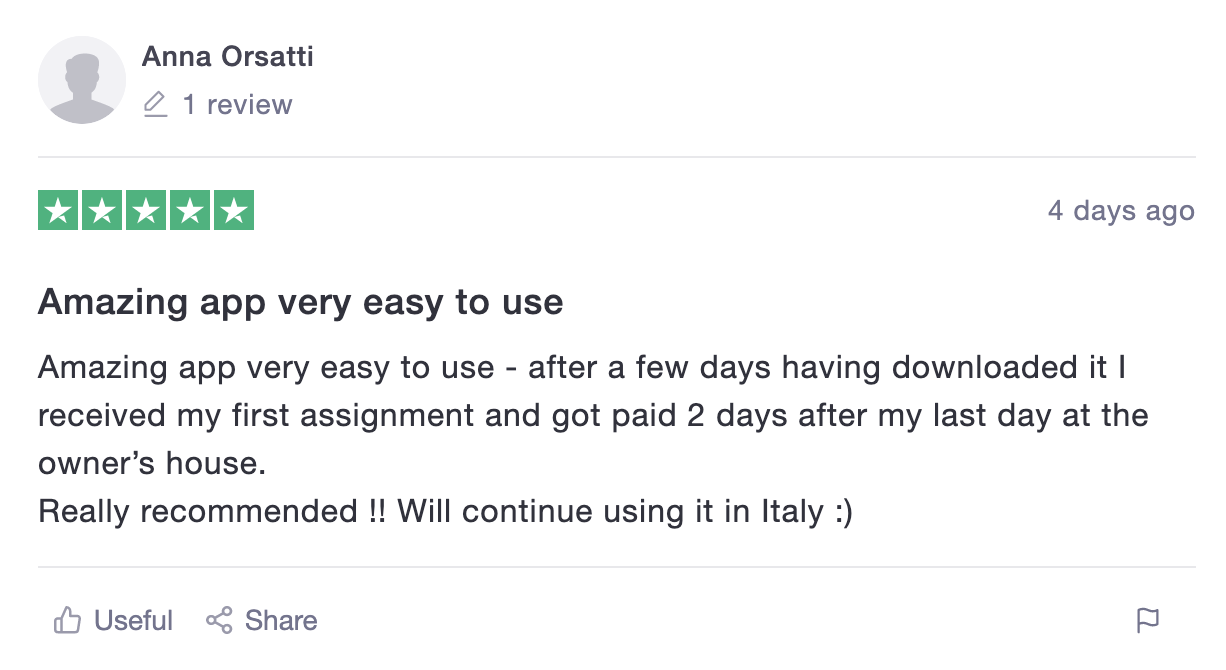 Anna Orsatti
1 review
4 days ago
Amazing app very easy to use
Amazing app very easy to use - after a few days having downloaded it I
received my first assignment and got paid 2 days after my last day at the
owner’s house.
Really recommended !! Will continue using it in Italy :)
Useful
Share